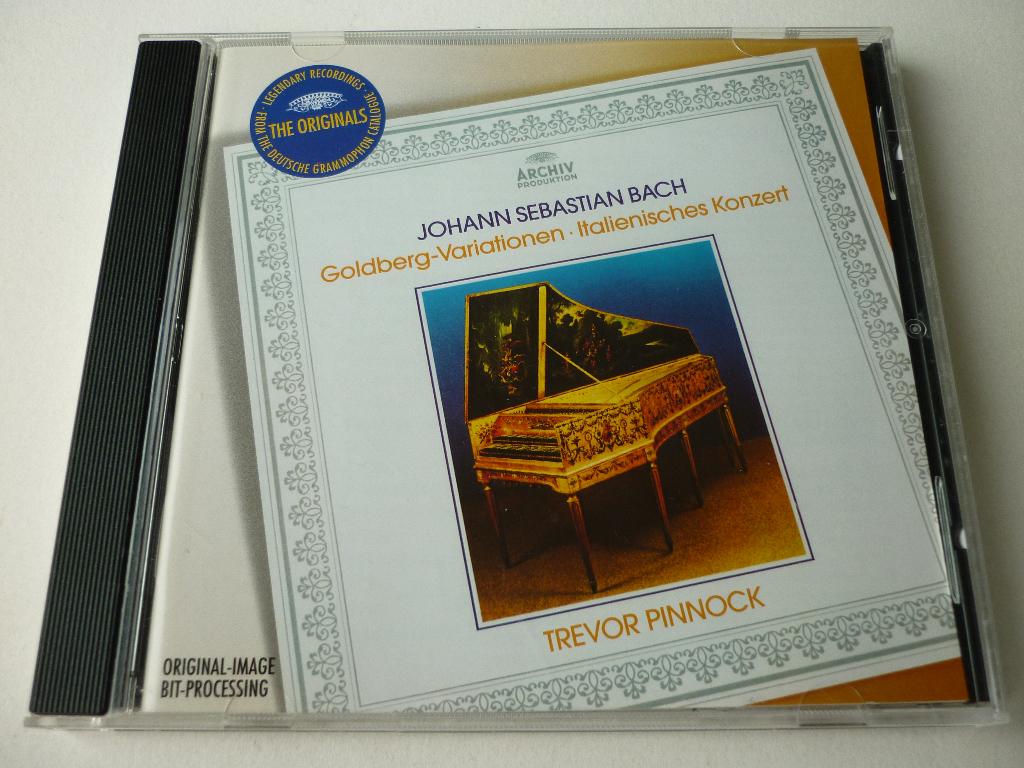 LEGENDARY RECORDINGS ·
THE ORIGINALS
· FROM THE DEUTSCHE GRAMMOPHON CATALOGUE
ARCHIV
PRODUKTION
JOHANN SEBASTIAN BACH
Goldberg-Variationen · Italienisches Konzert
TREVOR PINNOCK
ORIGINAL-IMAGE
BIT-PROCESSING